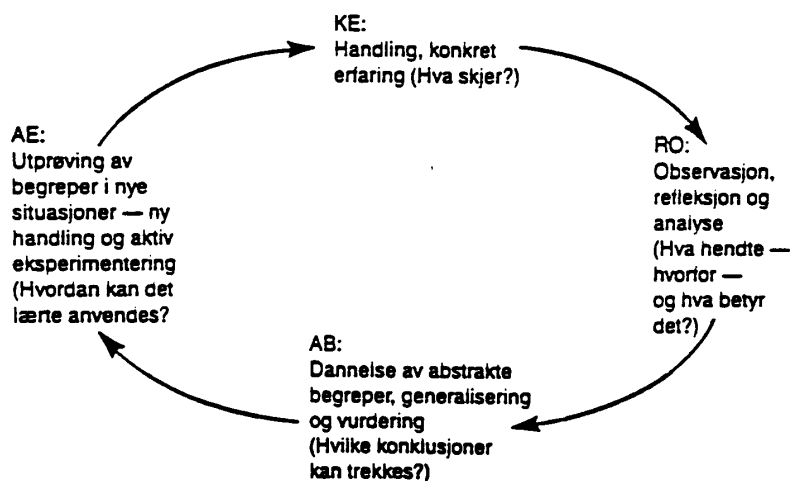 KE:
Handling, konkret
erfaring (Hva skjer?)
RO:
Observasjon,
refleksjon og
analyse
(Hva hendte —
hvorfor —
og hva betyr
det?)
AB:
Dannelse av abstrakte
begreper, generalisering
og vurdering
(Hvilke konklusjoner
kan trekkes?)
AE:
Utprøving av
begreper i nye
situasjoner — ny
handling og aktiv
eksperimentering
(Hvordan kan det
lærte anvendes?